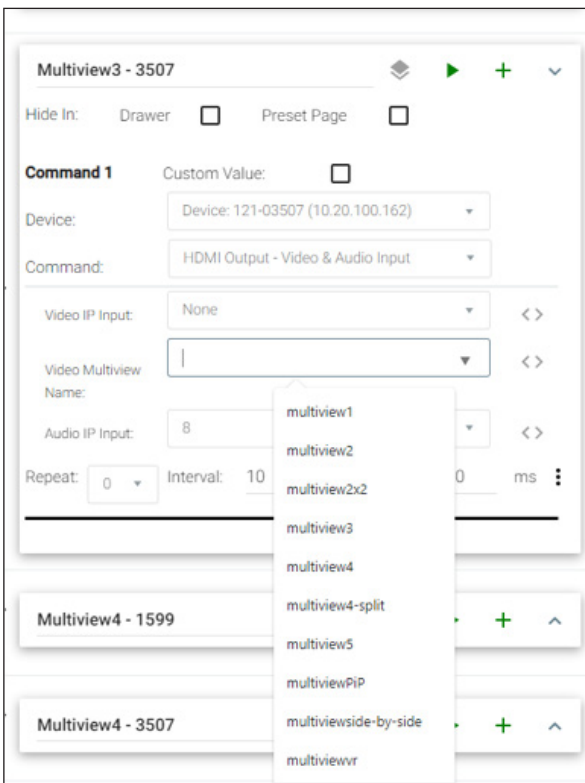 Multiview3 - 3507
Hide In: Drawer Preset Page
Command 1 Custom Value:
Device: Device: 121-03507 (10.20.100.162)
Command: HDMI Output - Video & Audio Input
Video IP Input: None < >
Video Multiview < >
Name:
multiview1
Audio IP Input: 8 < >
multiview2
Repeat: 0 Interval: 10 0 ms
multiview2x2
multiview3
multiview4
multiview4-split
Multiview4 - 1599
multiview5
multiviewPiP
multiviewside-by-side
Multiview4 - 3507
multiviewvr